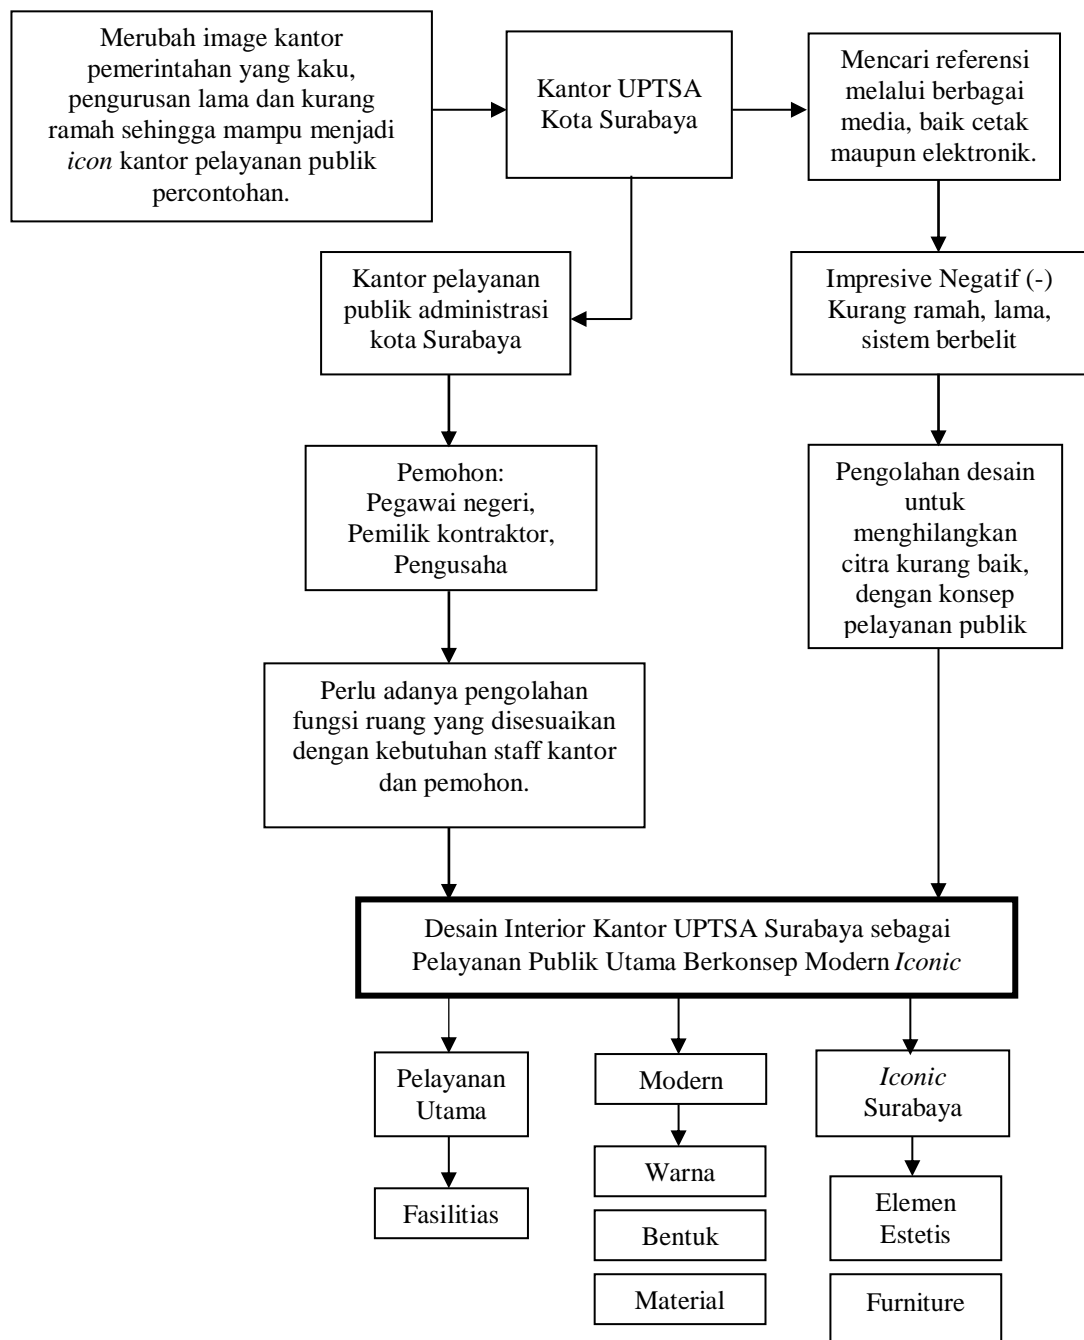 Merubah image kantor
pemerintahan yang kaku,
pengurusan lama dan kurang
ramah sehingga mampu menjadi
icon kantor pelayanan publik
percontohan.
Kantor UPTSA
Kota Surabaya
Mencari referensi
melalui berbagai
media, baik cetak
maupun elektronik.
Kantor pelayanan
publik administrasi
kota Surabaya
Impresive Negatif (-)
Kurang ramah, lama,
sistem berbelit
Pemohon:
Pegawai negeri,
Pemilik kontraktor,
Pengusaha
Pengolahan desain
untuk
menghilangkan
citra kurang baik,
dengan konsep
pelayanan publik
Perlu adanya pengolahan
fungsi ruang yang disesuaikan
dengan kebutuhan staff kantor
dan pemohon.
Desain Interior Kantor UPTSA Surabaya sebagai
Pelayanan Publik Utama Berkonsep Modern Iconic
Pelayanan
Utama
Modern
Iconic
Surabaya
Fasilitias
Warna
Bentuk
Material
Elemen
Estetis
Furniture